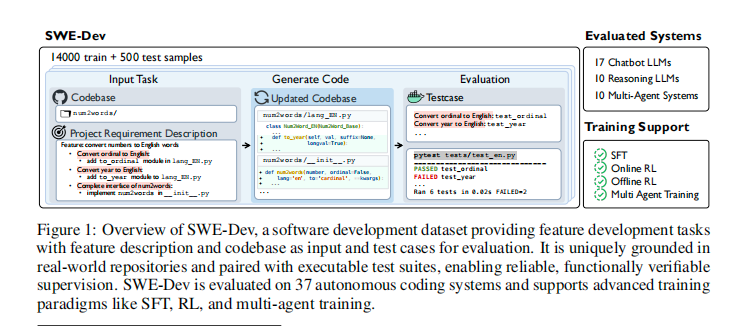 SWE-Dev
14000 train + 500 test samples
Input Task
Codebase
num2words/
Project Requirement Description
Feature convert numbers to English words
• Convert ordinal to English:
• add to_ordinal module in lang_EN.py
• Convert year to English:
• add to_year module to lang_EN.py
• Complete interface of num2words:
• implement num2words in __init__.py
Generate Code
Updated Codebase
num2words/lang_EN.py
class Num2Word_EN(Num2Word_Base):
...
+ def to_year(self, val, suffix=None,
+ longval=True):
...
num2words/__init__.py
+ def num2words(number, ordinal=False,
+ lang='en', to='cardinal', **kwargs):
...
Evaluation
Testcase
Convert ordinal to English: test_ordinal
Convert year to English: test_year
...
pytest tests/test_en.py
PASSED test_ordinal
FAILED test_year
...
Ran 6 tests in 0.02s FAILED=2
Evaluated Systems
17 Chatbot LLMs
10 Reasoning LLMs
10 Multi-Agent Systems
Training Support
SFT
Online RL
Offline RL
Multi Agent Training
Figure 1: Overview of SWE-Dev, a software development dataset providing feature development tasks
with feature description and codebase as input and test cases for evaluation. It is uniquely grounded in
real-world repositories and paired with executable test suites, enabling reliable, functionally verifiable
supervision. SWE-Dev is evaluated on 37 autonomous coding systems and supports advanced training
paradigms like SFT, RL, and multi-agent training.